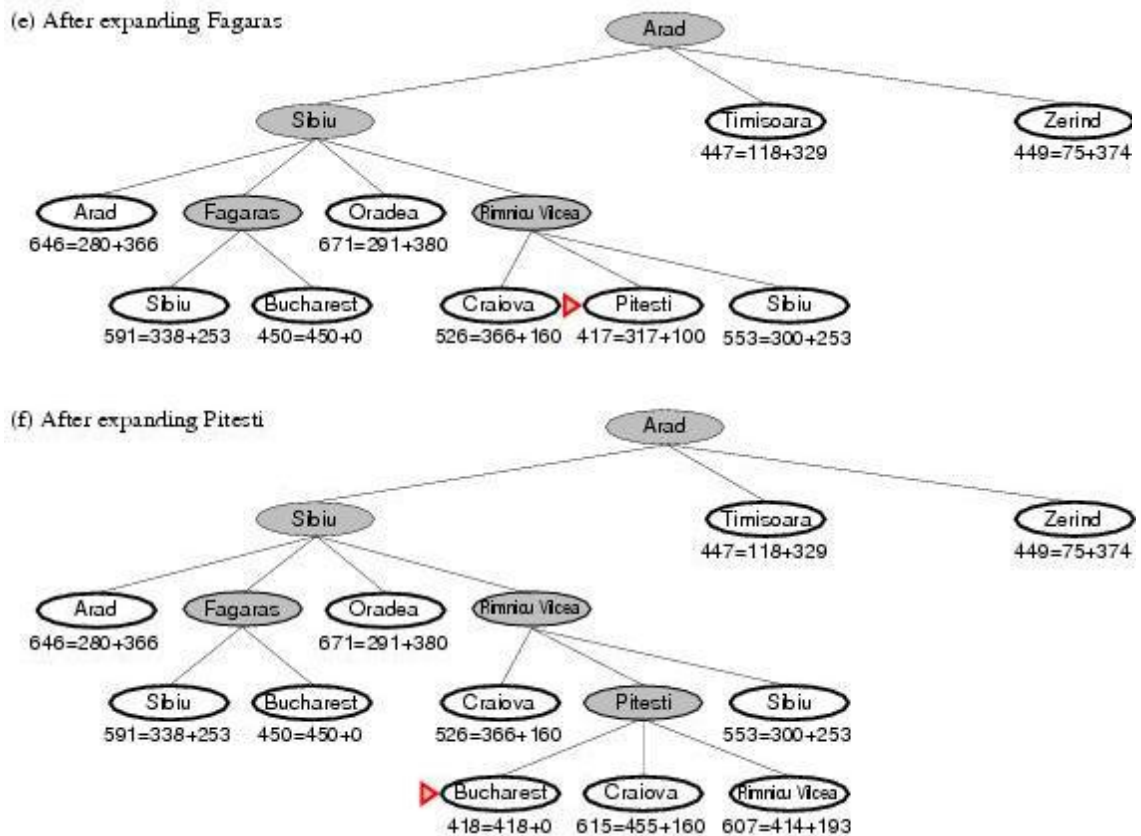 (e) After expanding Fagaras
Arad
Sibiu Timisoara Zerind
447=118+329 449=75+374
Arad Fagaras Oradea Rimnicu Vilcea
646=280+366 671=291+380
Sibiu Bucharest Craiova Pitesti Sibiu
591=338+253 450=450+0 526=366+160 417=317+100 553=300+253
(f) After expanding Pitesti
Arad
Sibiu Timisoara Zerind
447=118+329 449=75+374
Arad Fagaras Oradea Rimnicu Vilcea
646=280+366 671=291+380
Sibiu Bucharest Craiova Pitesti Sibiu
591=338+253 450=450+0 526=366+160 553=300+253
Bucharest Craiova Rimnicu Vilcea
418=418+0 615=455+160 607=414+193